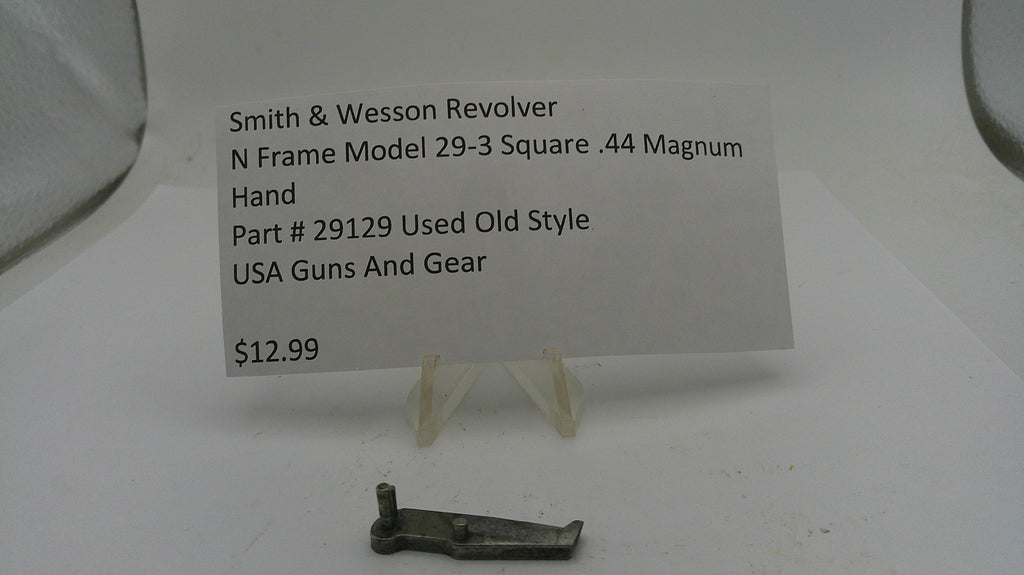 Smith & Wesson Revolver
N Frame Model 29-3 Square .44 Magnum
Hand
Part # 29129 Used Old Style
USA Guns And Gear
$12.99